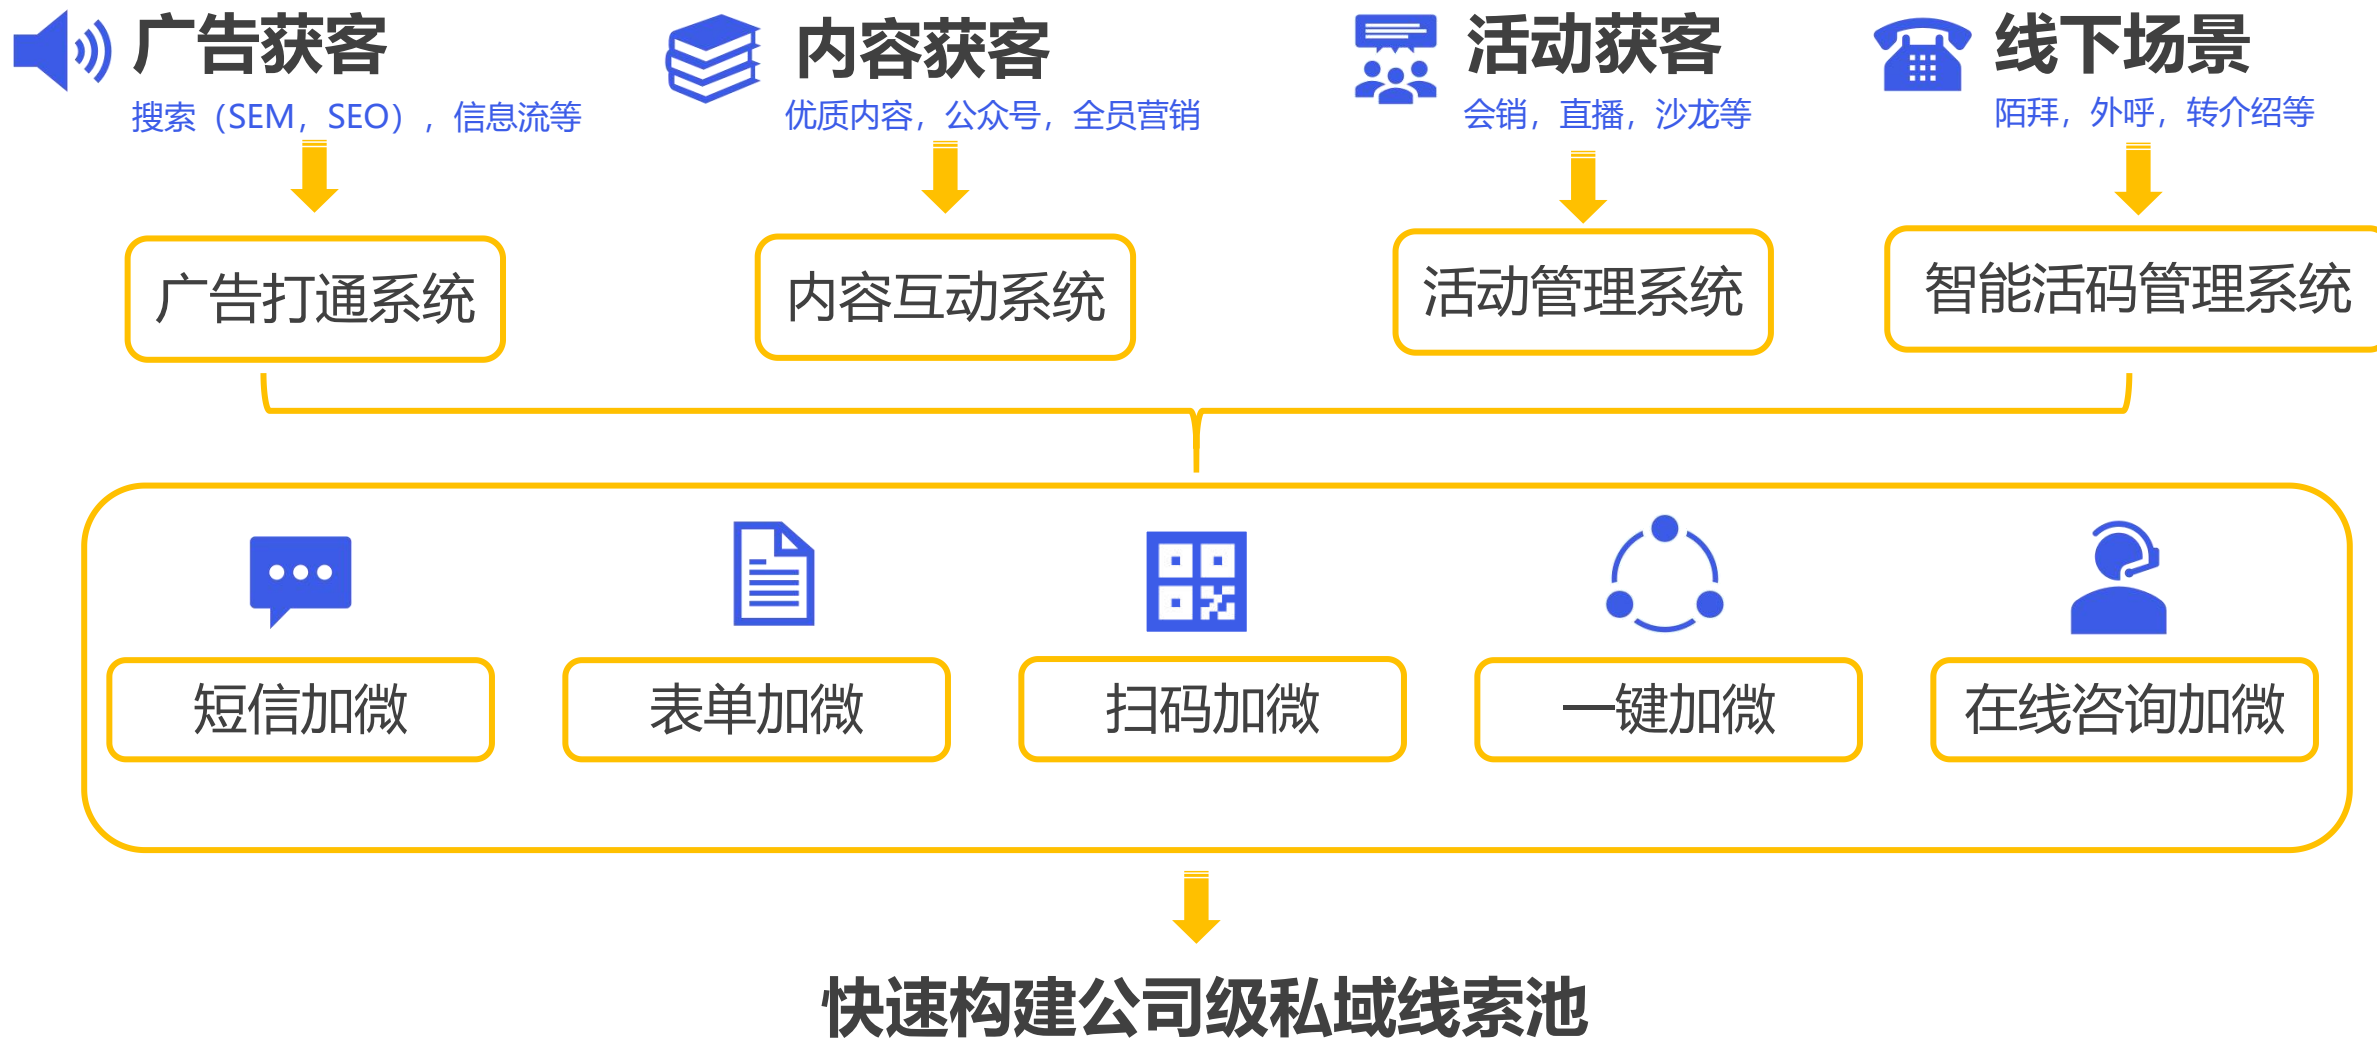 广告获客
搜索（SEM，SEO），信息流等
内容获客
优质内容，公众号，全员营销
活动获客
会销，直播，沙龙等
线下场景
陌拜，外呼，转介绍等
广告打通系统
内容互动系统
活动管理系统
智能活码管理系统
短信加微
表单加微
扫码加微
一键加微
在线咨询加微
快速构建公司级私域线索池